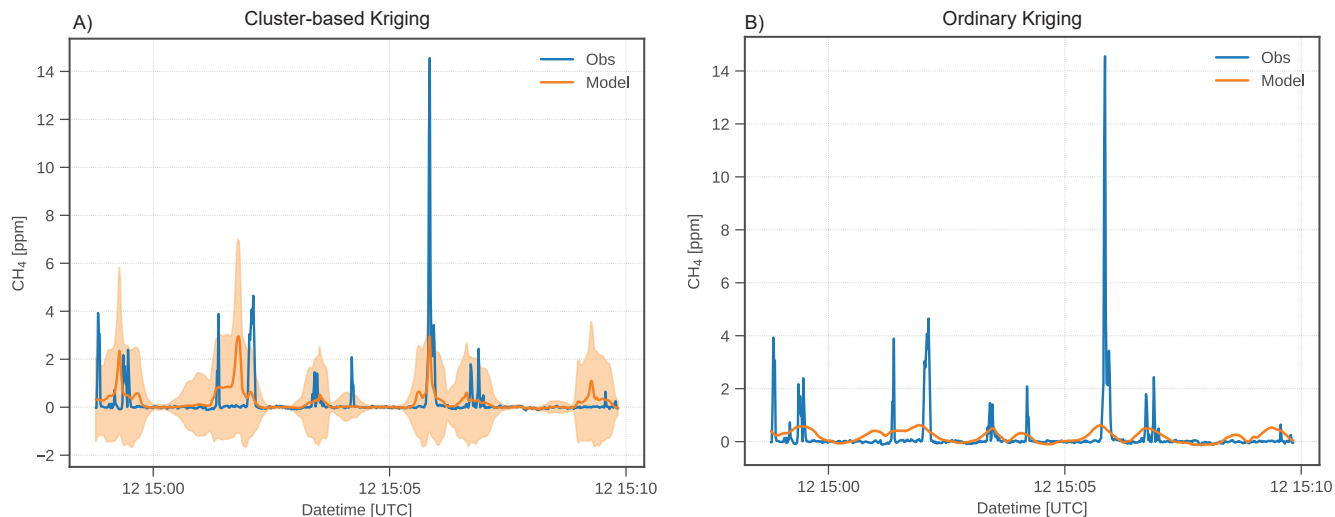 A)
Cluster-based Kriging
Obs
Model
14
12
10
8
6
4
2
0
−2
CH₄ [ppm]
12 15:00
12 15:05
12 15:10
Datetime [UTC]
B)
Ordinary Kriging
Obs
Model
14
12
10
8
6
4
2
0
CH₄ [ppm]
12 15:00
12 15:05
12 15:10
Datetime [UTC]